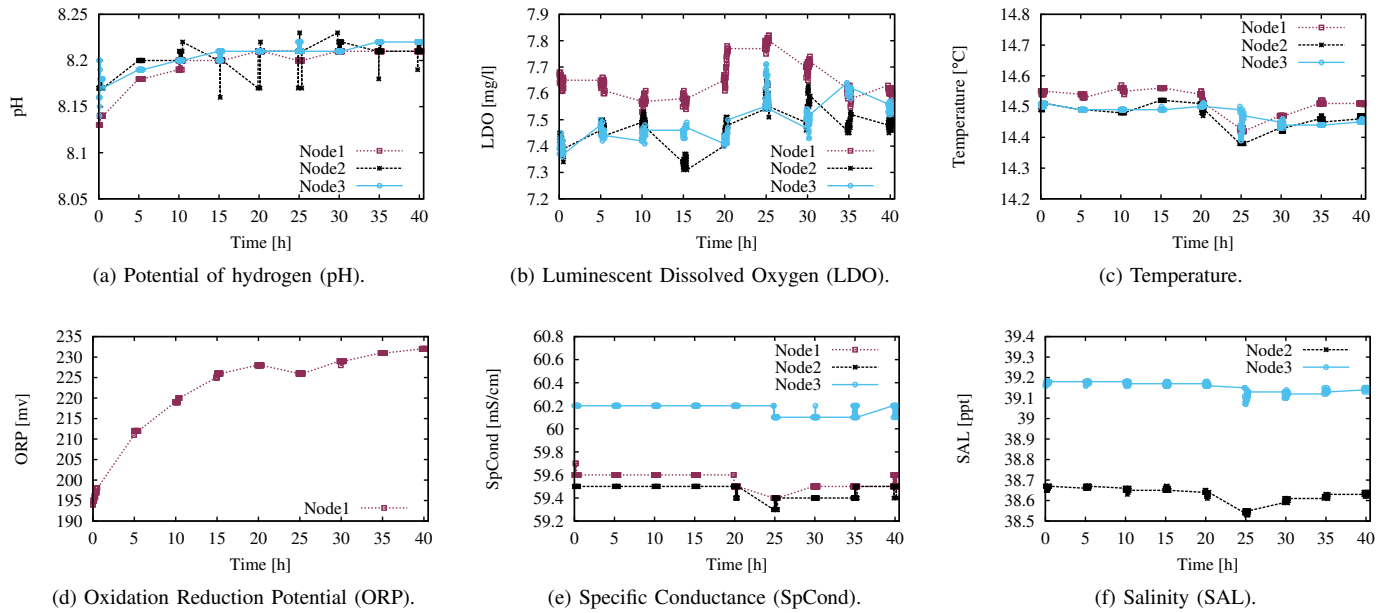 8.25
8.2
8.15
8.1
8.05
pH
Node1
Node2
Node3
0 5 10 15 20 25 30 35 40
Time [h]
(a) Potential of hydrogen (pH).
7.9
7.8
7.7
7.6
7.5
7.4
7.3
7.2
LDO [mg/l]
Node1
Node2
Node3
0 5 10 15 20 25 30 35 40
Time [h]
(b) Luminescent Dissolved Oxygen (LDO).
14.8
14.7
14.6
14.5
14.4
14.3
14.2
Temperature [°C]
Node1
Node2
Node3
0 5 10 15 20 25 30 35 40
Time [h]
(c) Temperature.
235
230
225
220
215
210
205
200
195
190
ORP [mv]
Node1
0 5 10 15 20 25 30 35 40
Time [h]
(d) Oxidation Reduction Potential (ORP).
60.8
60.6
60.4
60.2
60
59.8
59.6
59.4
59.2
SpCond [mS/cm]
Node1
Node2
Node3
0 5 10 15 20 25 30 35 40
Time [h]
(e) Specific Conductance (SpCond).
39.4
39.3
39.2
39.1
39
38.9
38.8
38.7
38.6
38.5
SAL [ppt]
Node2
Node3
0 5 10 15 20 25 30 35 40
Time [h]
(f) Salinity (SAL).